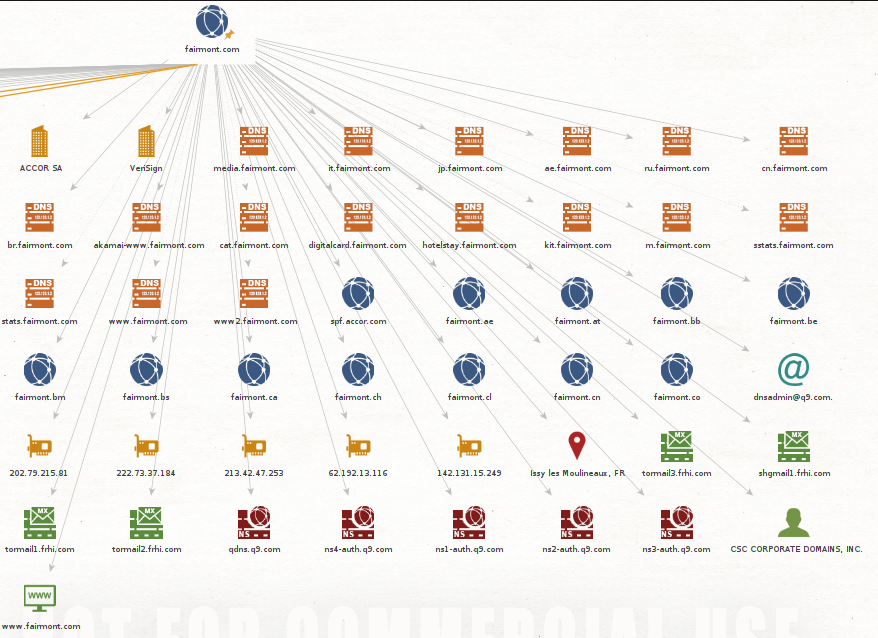 fairmont.com
DNS DNS DNS DNS DNS DNS
ACCOR SA VeriSign media.fairmont.com it.fairmont.com jp.fairmont.com ae.fairmont.com ru.fairmont.com cn.fairmont.com
DNS DNS DNS DNS DNS DNS DNS DNS
br.fairmont.com akamai-www.fairmont.com cat.fairmont.com digitalcard.fairmont.com hotelstay.fairmont.com kit.fairmont.com m.fairmont.com sstats.fairmont.com
DNS DNS DNS
stats.fairmont.com www.fairmont.com www2.fairmont.com spf.accor.com fairmont.ae fairmont.at fairmont.bb fairmont.be
@
fairmont.bm fairmont.bs fairmont.ca fairmont.ch fairmont.cl fairmont.cn fairmont.co dnsadmin@q9.com.
MX MX
202.79.215.81 222.73.37.184 213.42.47.253 62.192.13.116 142.131.15.249 Issy les Moulineaux, FR tormail3.frhi.com shgmail1.frhi.com
MX MX NS NS NS NS NS
tormail1.frhi.com tormail2.frhi.com qdns.q9.com ns4-auth.q9.com ns1-auth.q9.com ns2-auth.q9.com ns3-auth.q9.com CSC CORPORATE DOMAINS, INC.
WWW
www.fairmont.com
NOT FOR COMMERCIAL USE